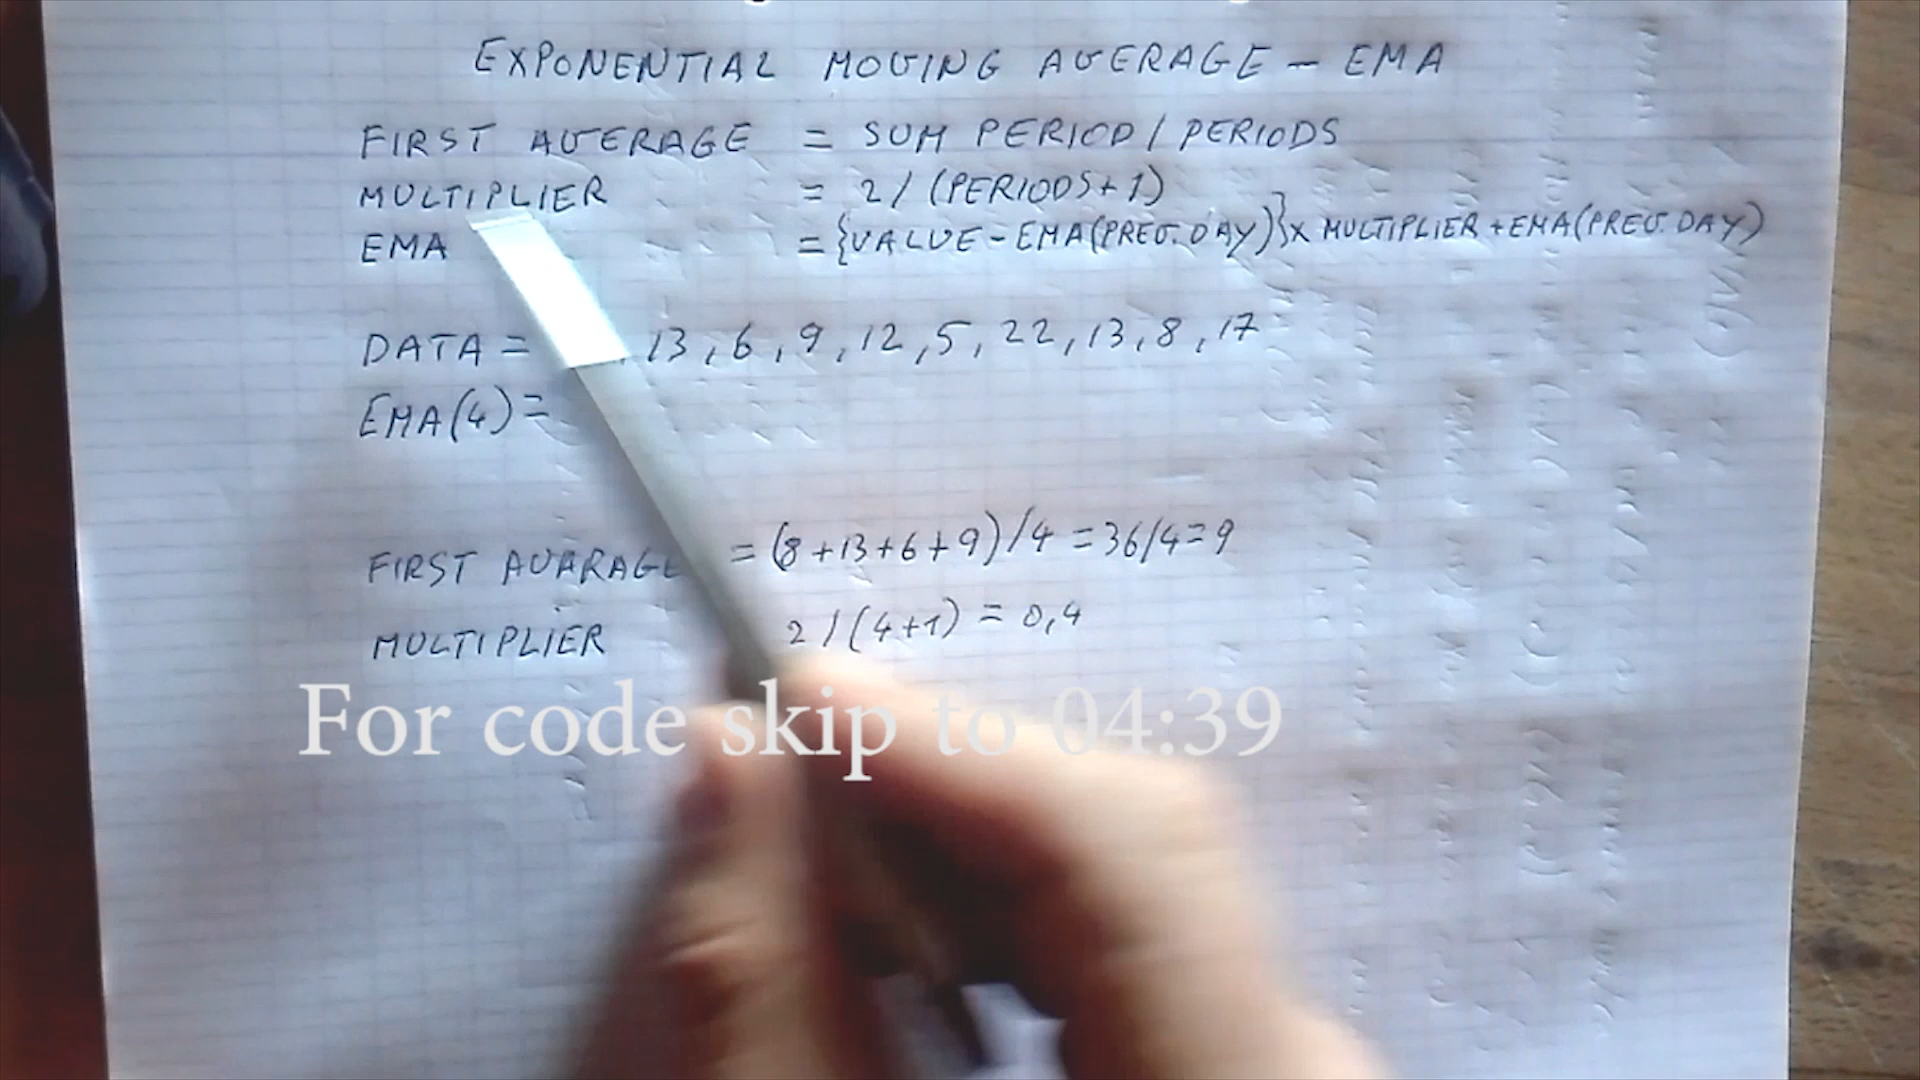 EXPONENTIAL MOVING AVERAGE - EMA
FIRST AVERAGE = SUM PERIOD / PERIODS
MULTIPLIER = 2 / (PERIODS + 1)
EMA = {VALUE - EMA(PREV. DAY)} x MULTIPLIER + EMA(PREV. DAY)
DATA = , 13, 6, 9, 12, 5, 22, 13, 8, 17
EMA(4) =
FIRST AVARAGE = (8+13+6+9)/4 = 36/4 = 9
MULTIPLIER 2 / (4+1) = 0,4
For code skip to 04:39